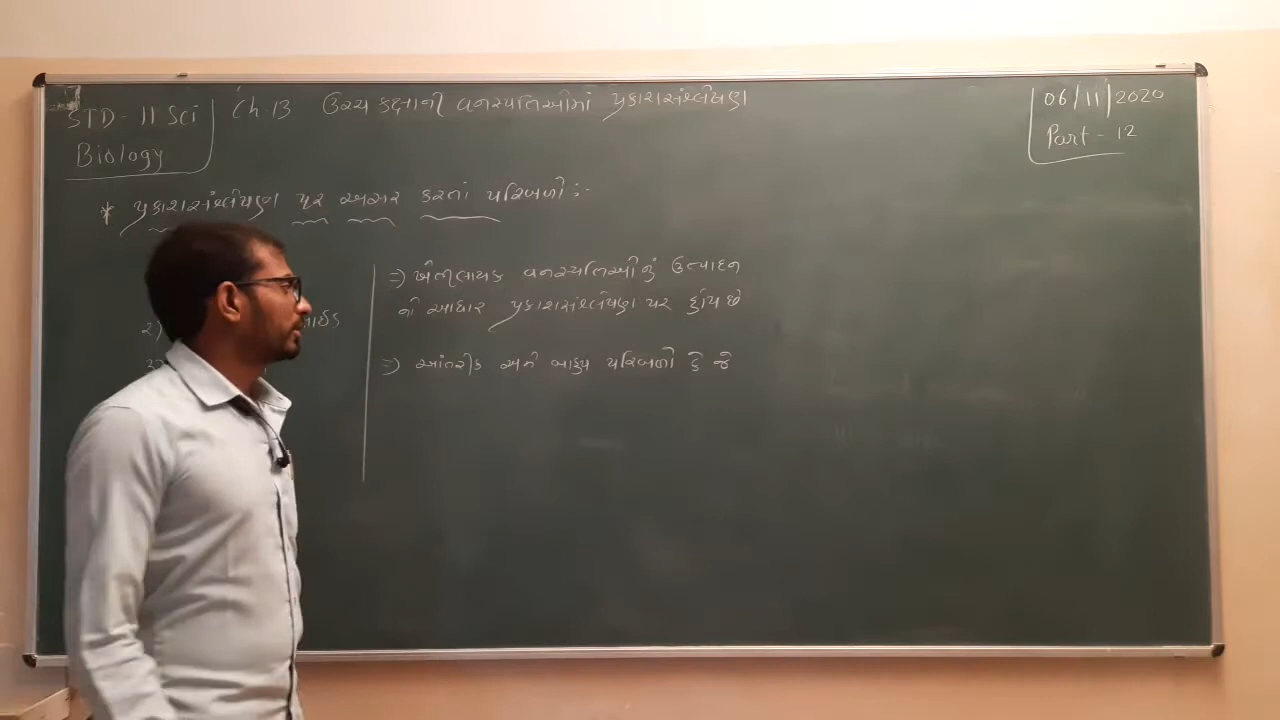 STD - 11 Sci
Biology
Ch 13 ઉચ્ચ કક્ષાની વનસ્પતિઓમાં પ્રકાશસંશ્લેષણ
06/11/2020
Part - 12
* પ્રકાશસંશ્લેષણ પર અસર કરતાં પરિબળો :-
2)
⇒ ખેતીલાયક વનસ્પતિઓનું ઉત્પાદન
નો આધાર પ્રકાશસંશ્લેષણ પર હોય છે
⇒ આંતરીક અને બાહ્ય પરિબળો કે જે